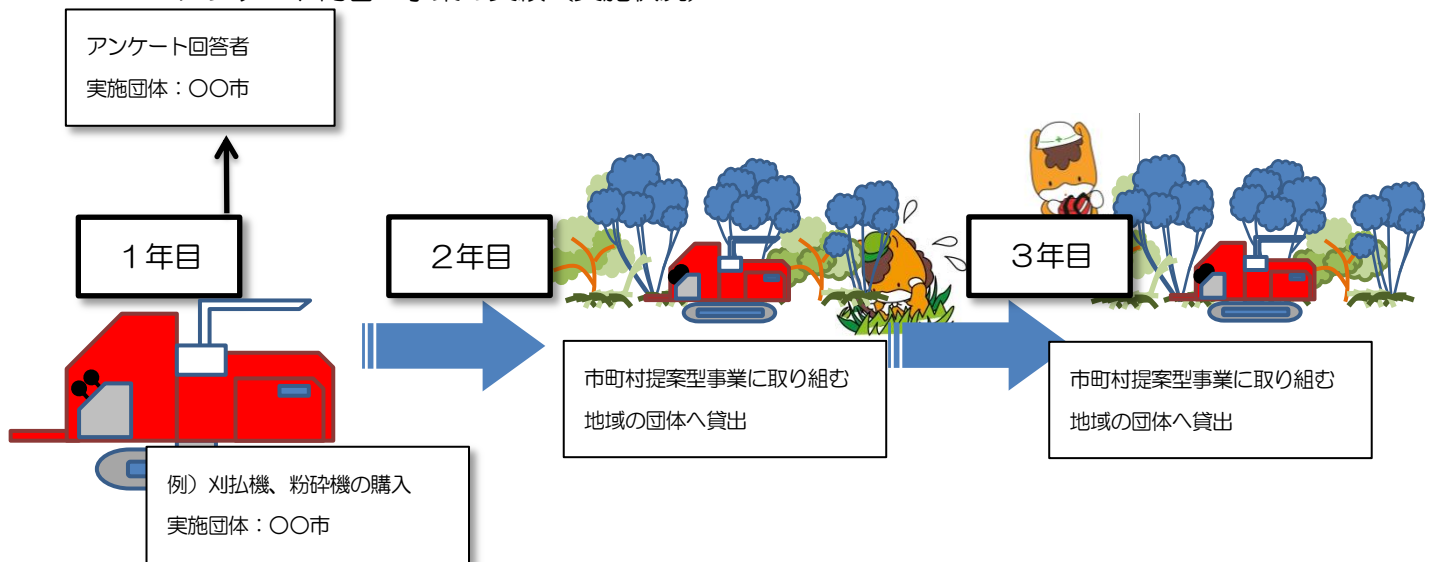 アンケート回答者
実施団体：〇〇市
１年目
２年目
３年目
市町村提案型事業に取り組む
地域の団体へ貸出
市町村提案型事業に取り組む
地域の団体へ貸出
例）刈払機、粉砕機の購入
実施団体：〇〇市